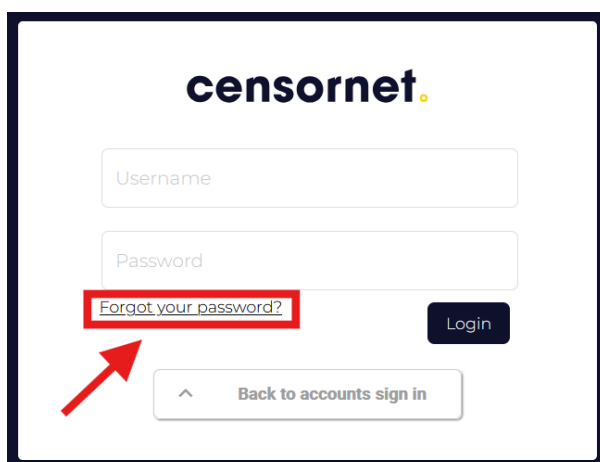 censornet.
Username
Password
Forgot your password?
Login
Back to accounts sign in